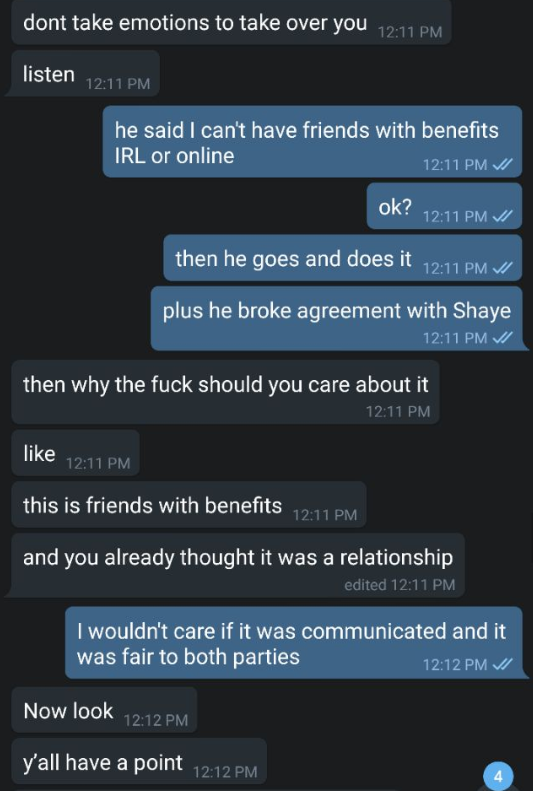 dont take emotions to take over you 12:11 PM
listen 12:11 PM
he said I can't have friends with benefits
IRL or online 12:11 PM
ok? 12:11 PM
then he goes and does it 12:11 PM
plus he broke agreement with Shaye
12:11 PM
then why the fuck should you care about it
12:11 PM
like 12:11 PM
this is friends with benefits 12:11 PM
and you already thought it was a relationship
edited 12:11 PM
I wouldn't care if it was communicated and it
was fair to both parties 12:12 PM
Now look 12:12 PM
y'all have a point 12:12 PM
4